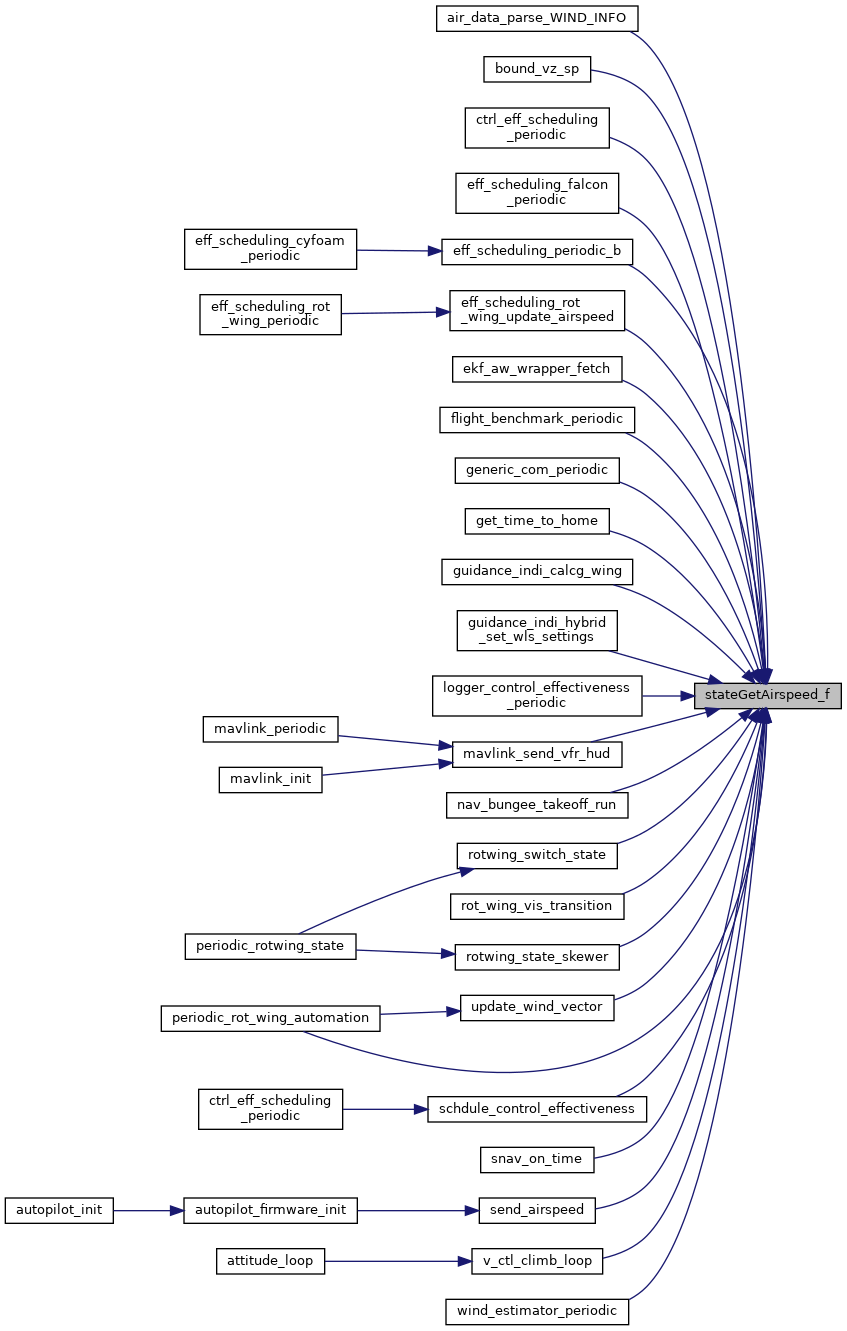 air_data_parse_WIND_INFO
bound_vz_sp
ctrl_eff_scheduling
_periodic
eff_scheduling_falcon
_periodic
eff_scheduling_cyfoam
_periodic
eff_scheduling_periodic_b
eff_scheduling_rot
_wing_periodic
eff_scheduling_rot
_wing_update_airspeed
ekf_aw_wrapper_fetch
flight_benchmark_periodic
generic_com_periodic
get_time_to_home
guidance_indi_calcg_wing
guidance_indi_hybrid
_set_wls_settings
logger_control_effectiveness
_periodic
stateGetAirspeed_f
mavlink_periodic
mavlink_send_vfr_hud
mavlink_init
nav_bungee_takeoff_run
rotwing_switch_state
rot_wing_vis_transition
periodic_rotwing_state
rotwing_state_skewer
periodic_rot_wing_automation
update_wind_vector
ctrl_eff_scheduling
_periodic
schdule_control_effectiveness
snav_on_time
autopilot_init
autopilot_firmware_init
send_airspeed
attitude_loop
v_ctl_climb_loop
wind_estimator_periodic